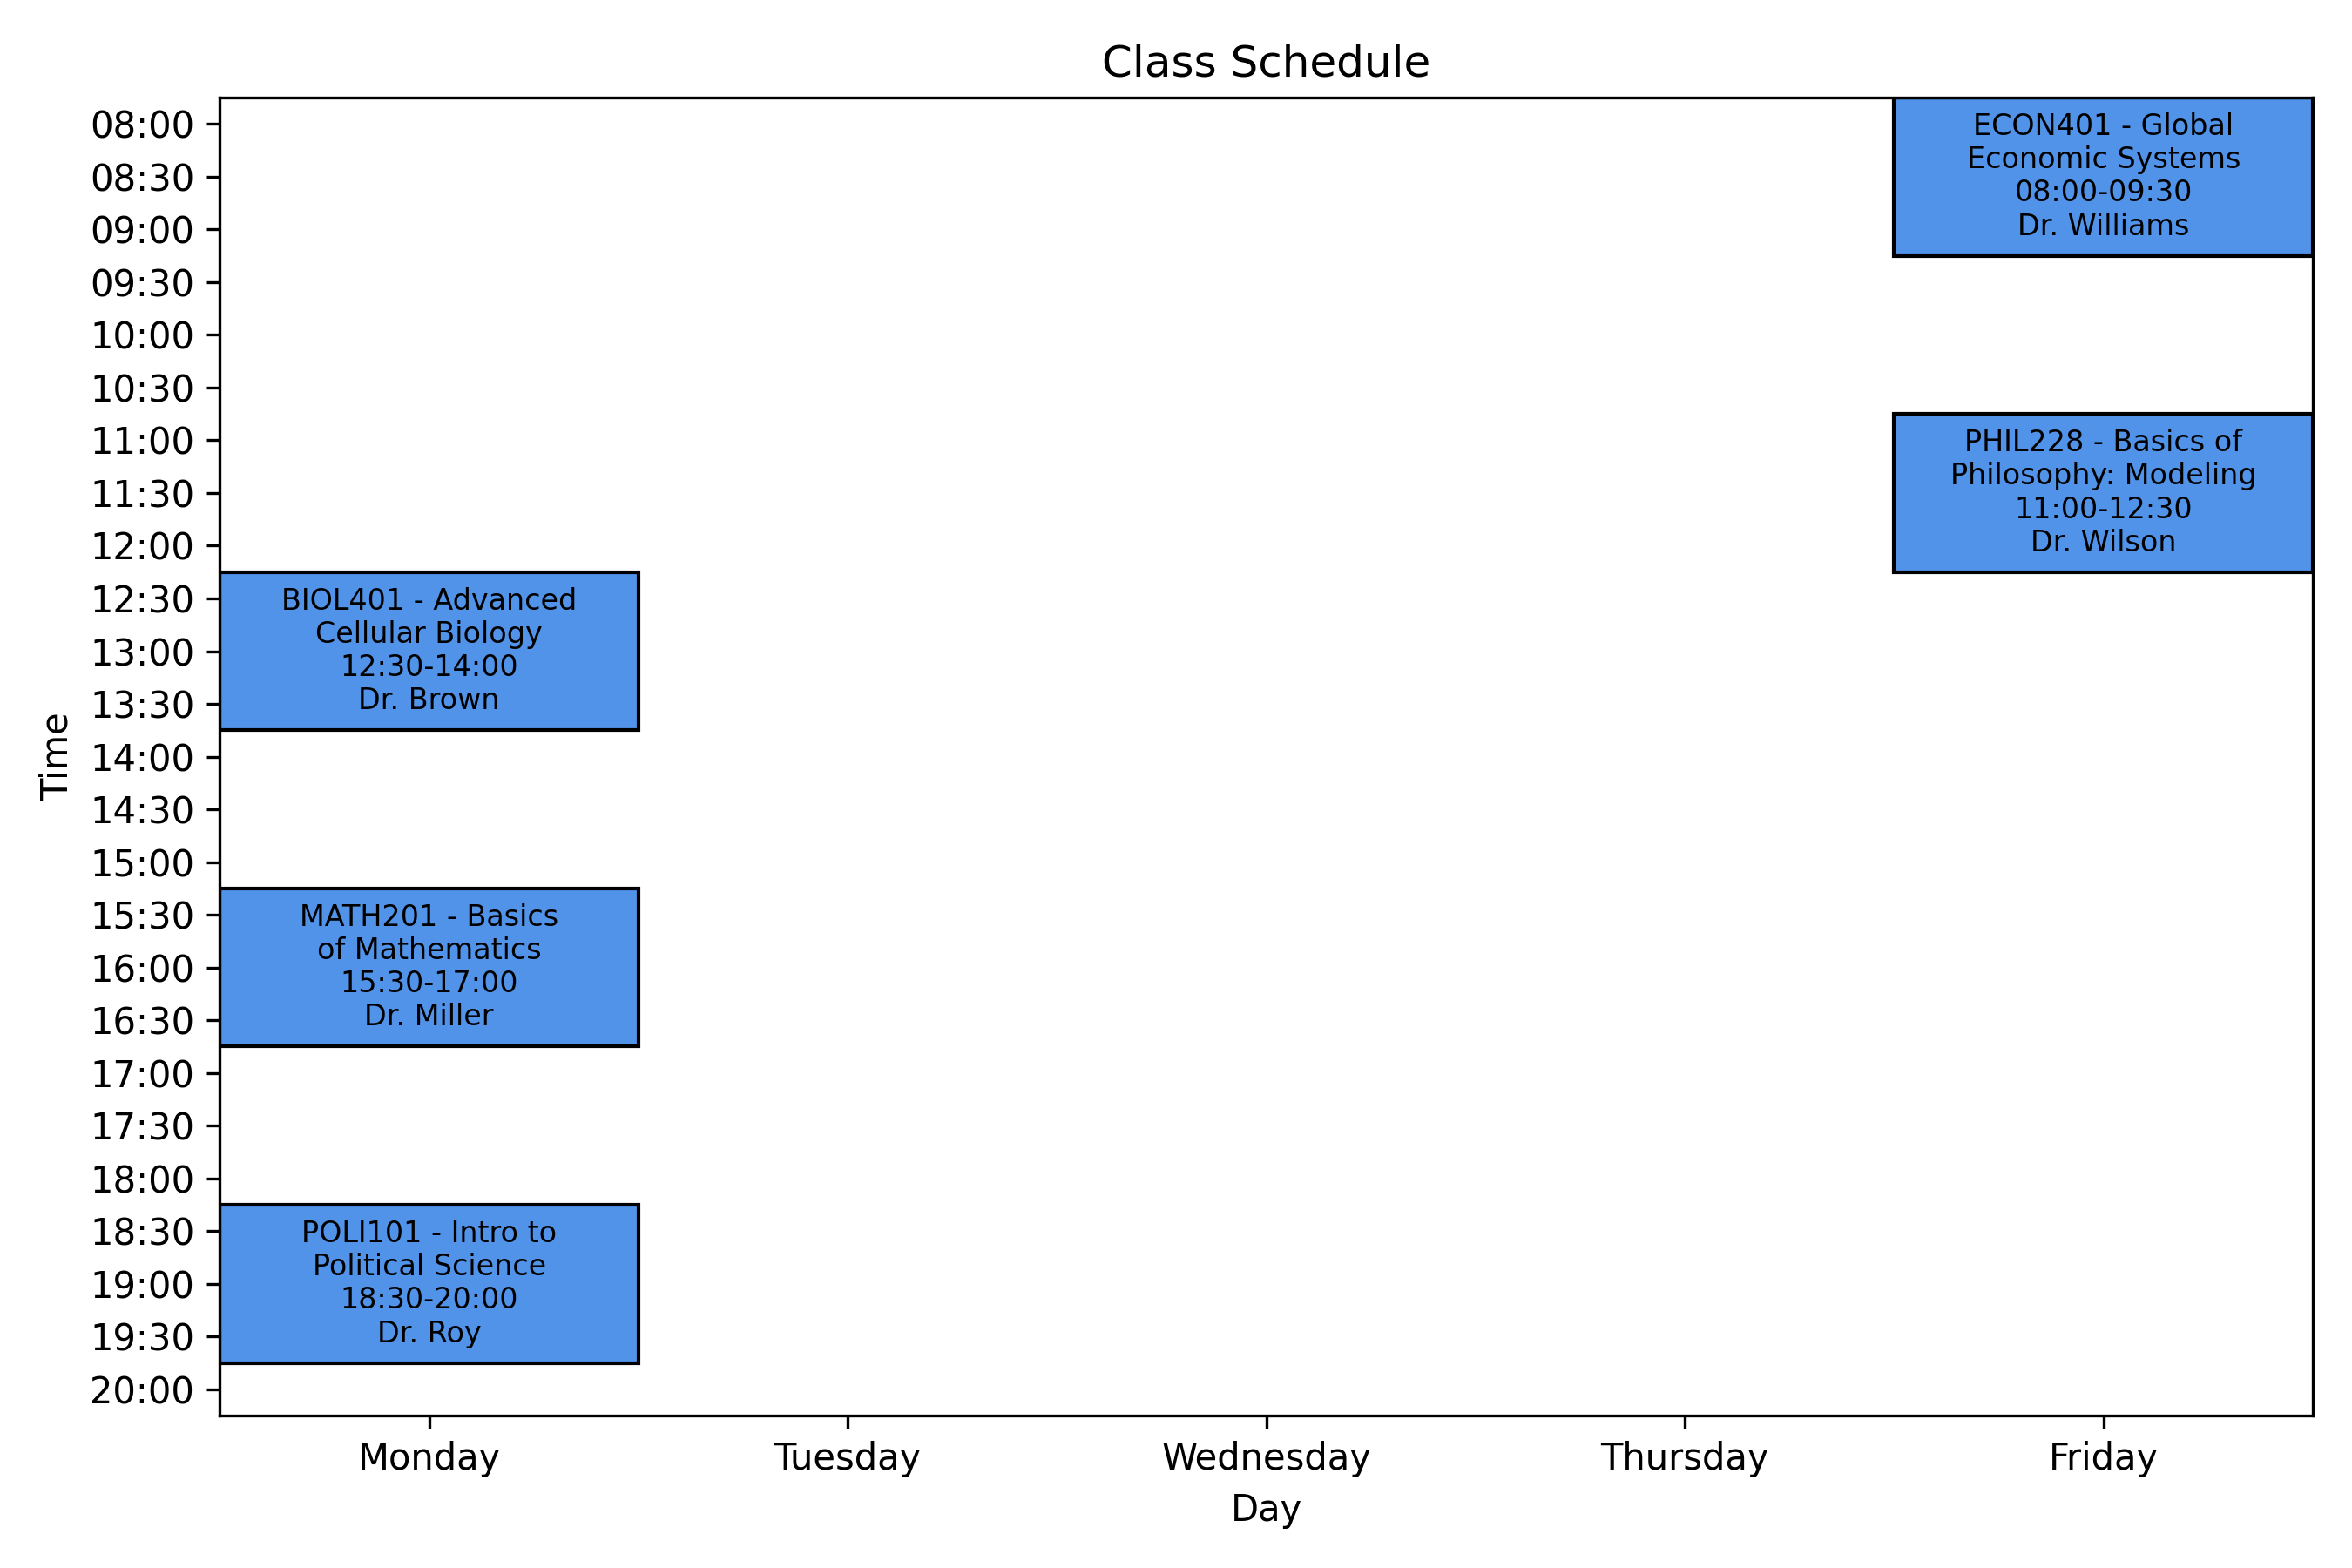 Class Schedule
Time
08:00
08:30
09:00
09:30
10:00
10:30
11:00
11:30
12:00
12:30
13:00
13:30
14:00
14:30
15:00
15:30
16:00
16:30
17:00
17:30
18:00
18:30
19:00
19:30
20:00
BIOL401 - Advanced
Cellular Biology
12:30-14:00
Dr. Brown
MATH201 - Basics
of Mathematics
15:30-17:00
Dr. Miller
POLI101 - Intro to
Political Science
18:30-20:00
Dr. Roy
ECON401 - Global
Economic Systems
08:00-09:30
Dr. Williams
PHIL228 - Basics of
Philosophy: Modeling
11:00-12:30
Dr. Wilson
Monday
Tuesday
Wednesday
Thursday
Friday
Day